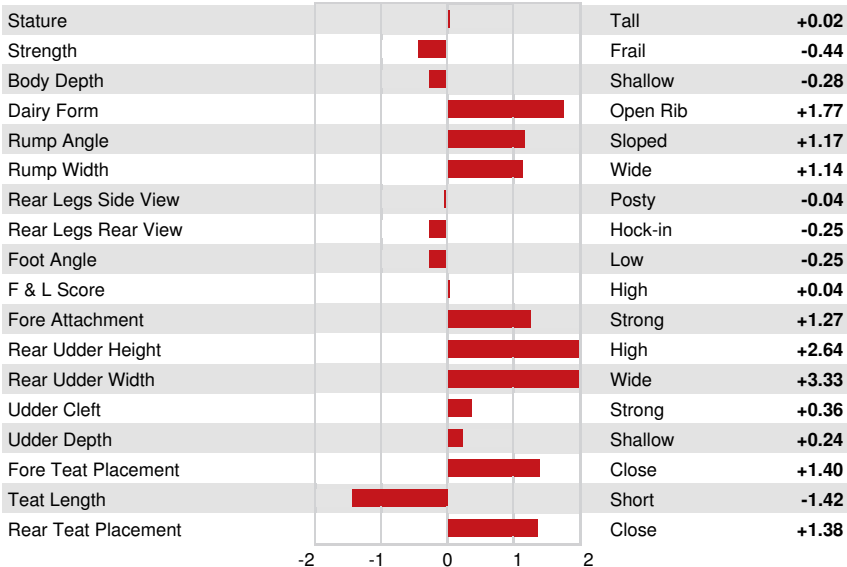 Stature Tall +0.02
Strength Frail -0.44
Body Depth Shallow -0.28
Dairy Form Open Rib +1.77
Rump Angle Sloped +1.17
Rump Width Wide +1.14
Rear Legs Side View Posty -0.04
Rear Legs Rear View Hock-in -0.25
Foot Angle Low -0.25
F & L Score High +0.04
Fore Attachment Strong +1.27
Rear Udder Height High +2.64
Rear Udder Width Wide +3.33
Udder Cleft Strong +0.36
Udder Depth Shallow +0.24
Fore Teat Placement Close +1.40
Teat Length Short -1.42
Rear Teat Placement Close +1.38
-2 -1 0 1 2